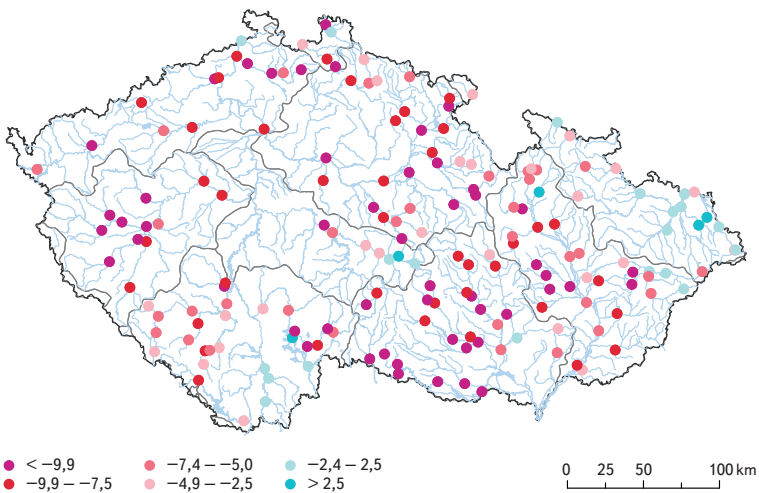 < −9,9 −7,4 – −5,0 −2,4 – 2,5
−9,9 – −7,5 −4,9 – −2,5 > 2,5
0 25 50 100 km